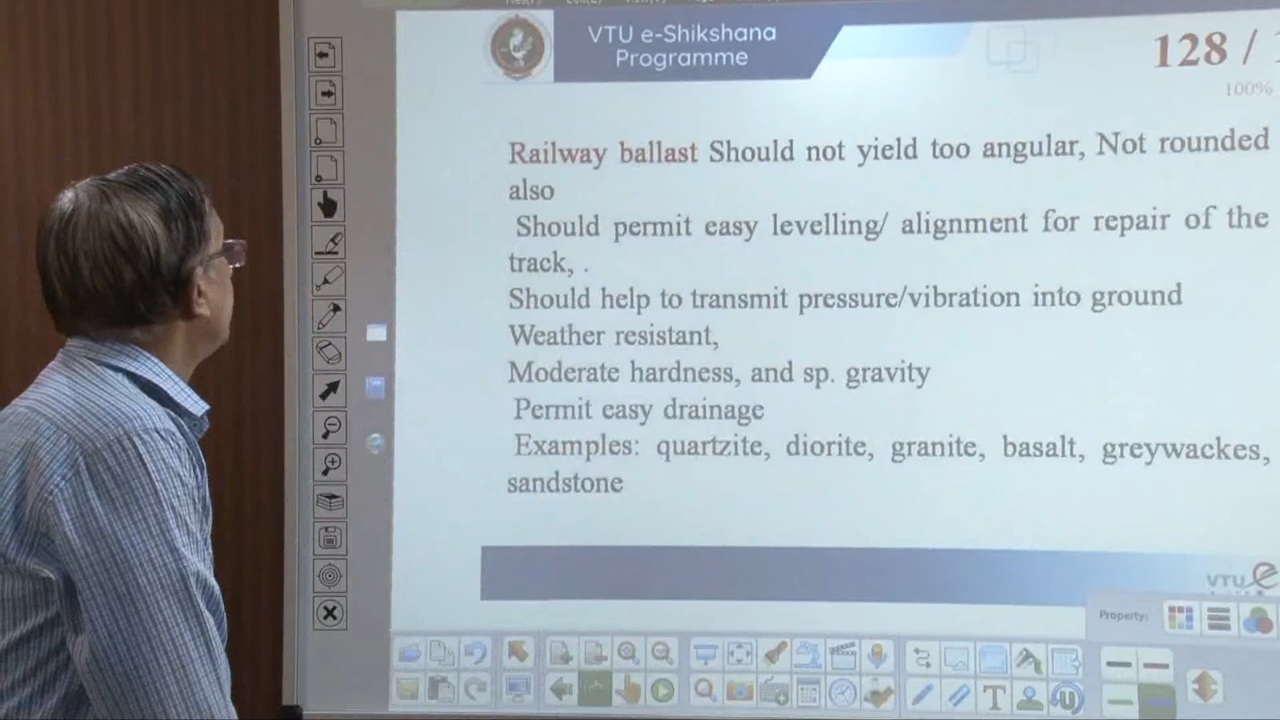 VTU e-Shikshana
Programme
128 /
100%
Railway ballast Should not yield too angular, Not rounded
also
Should permit easy levelling/ alignment for repair of the
track, .
Should help to transmit pressure/vibration into ground
Weather resistant,
Moderate hardness, and sp. gravity
Permit easy drainage
Examples: quartzite, diorite, granite, basalt, greywackes,
sandstone
VTU e
Property: